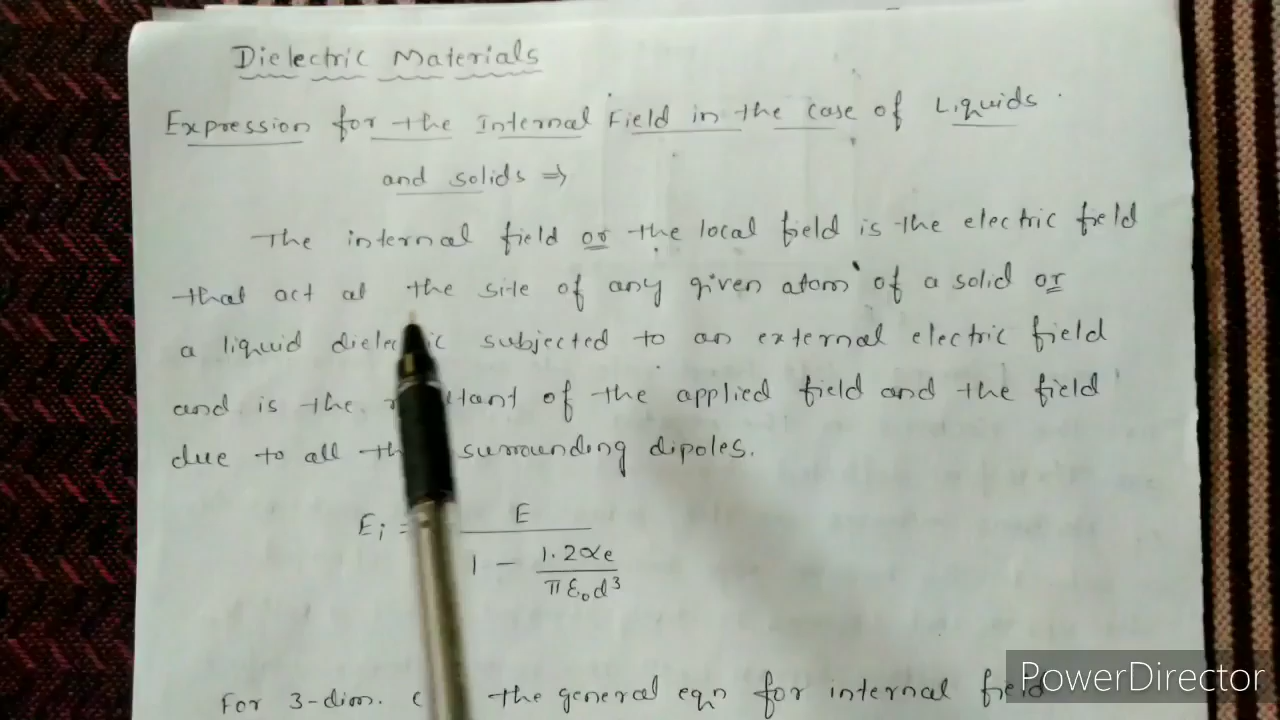 Dielectric Materials
Expression for the Internal Field in the case of Liquids
and solids ⇒
The internal field or the local field is the electric field
that act at the site of any given atom of a solid or
a liquid subjected to an external electric field
and is the of the applied field and the field
due to all surrounding dipoles.
Ei = E / (1 - 1.2αe / πε₀d³)
For 3-dim. the general eqn for internal field
PowerDirector